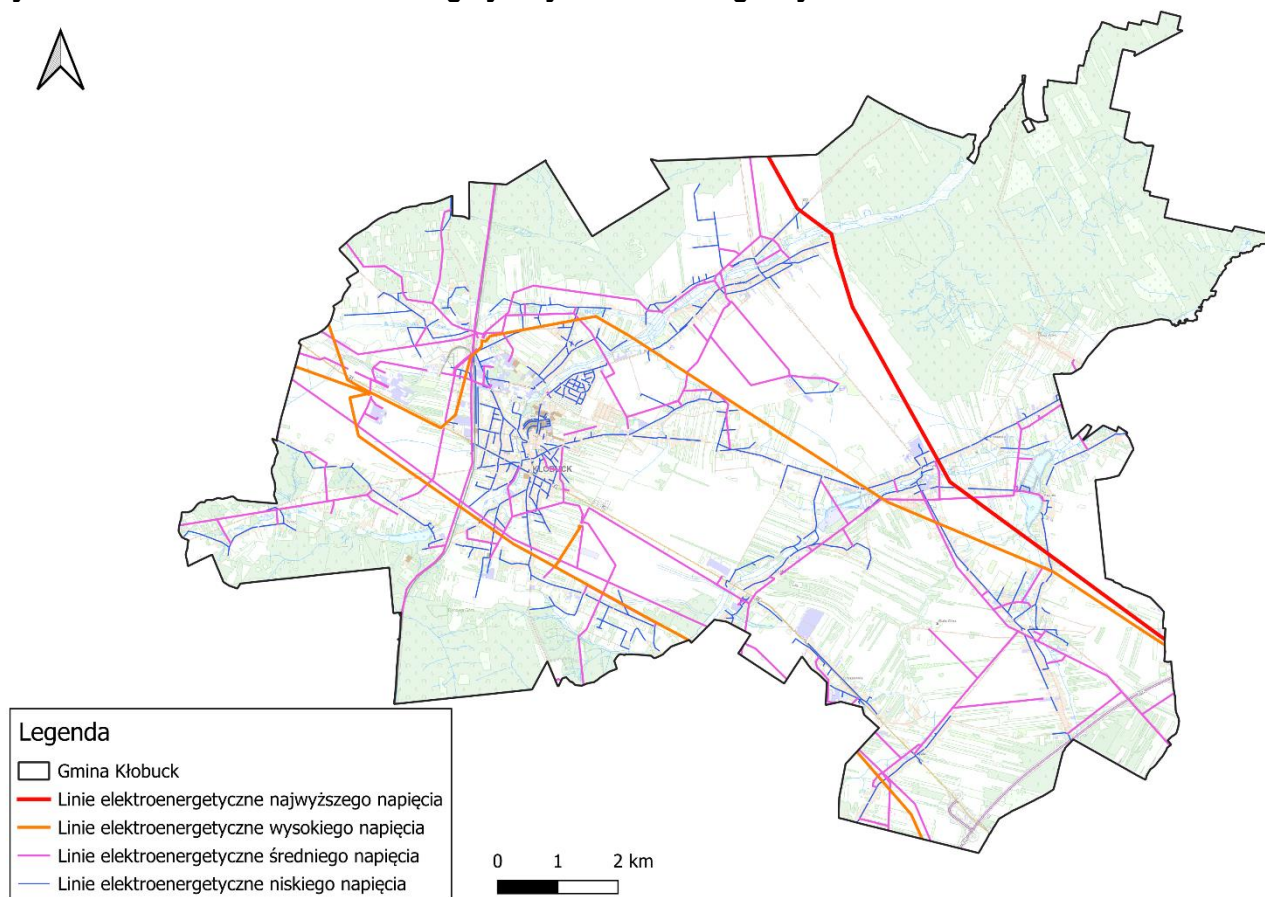 KŁOBUCK
Legenda
Gmina Kłobuck
Linie elektroenergetyczne najwyższego napięcia
Linie elektroenergetyczne wysokiego napięcia
Linie elektroenergetyczne średniego napięcia
Linie elektroenergetyczne niskiego napięcia
0 1 2 km